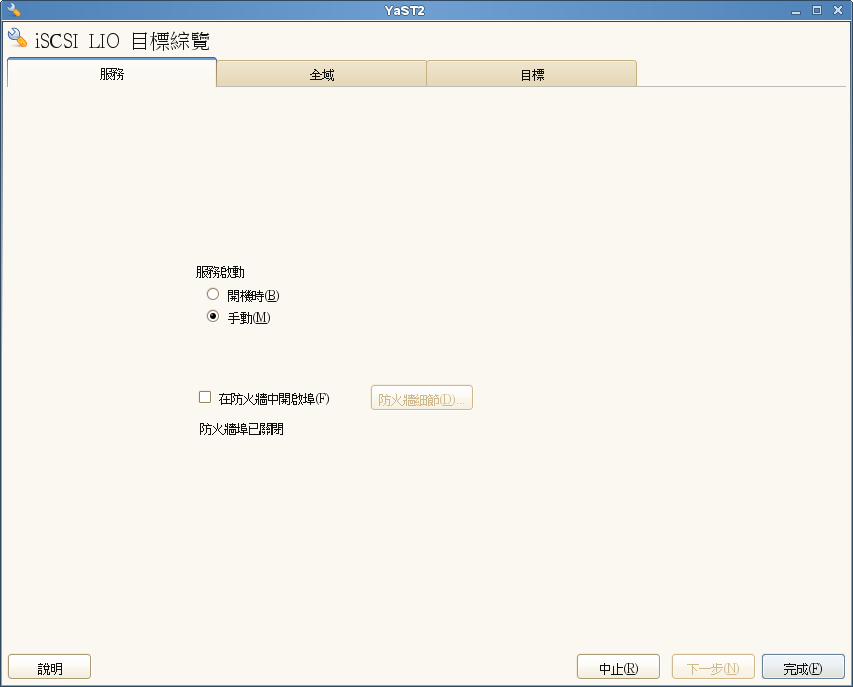 YaST2
iSCSI LIO 目標綜覽
服務 全域 目標
服務啟動
開機時(B)
手動(M)
在防火牆中開啟埠(F) 防火牆細節(D)...
防火牆埠已關閉
說明 中止(R) 下一步(N) 完成(F)